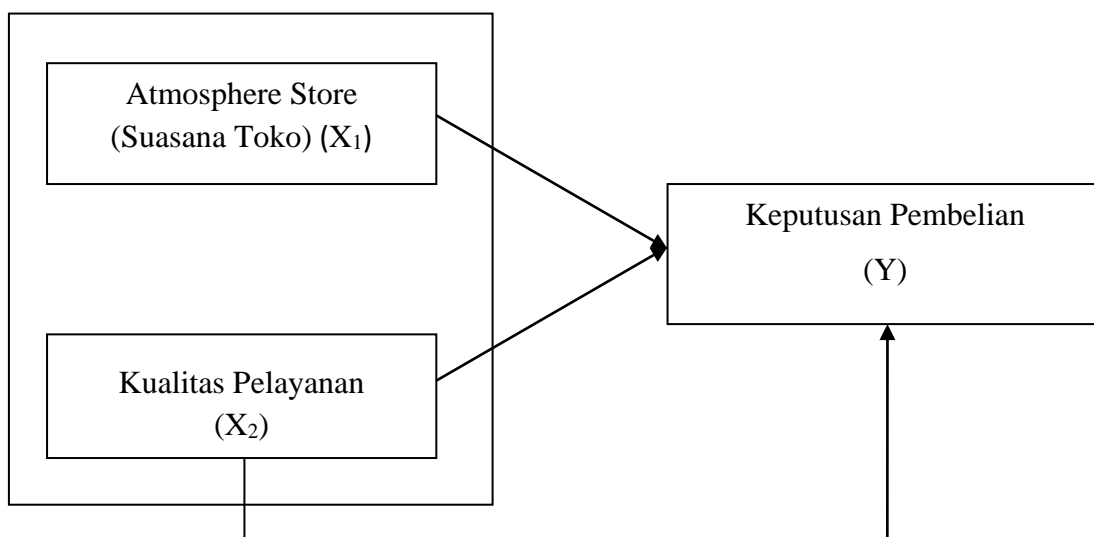 Atmosphere Store
(Suasana Toko) (X₁)
Keputusan Pembelian
(Y)
Kualitas Pelayanan
(X₂)